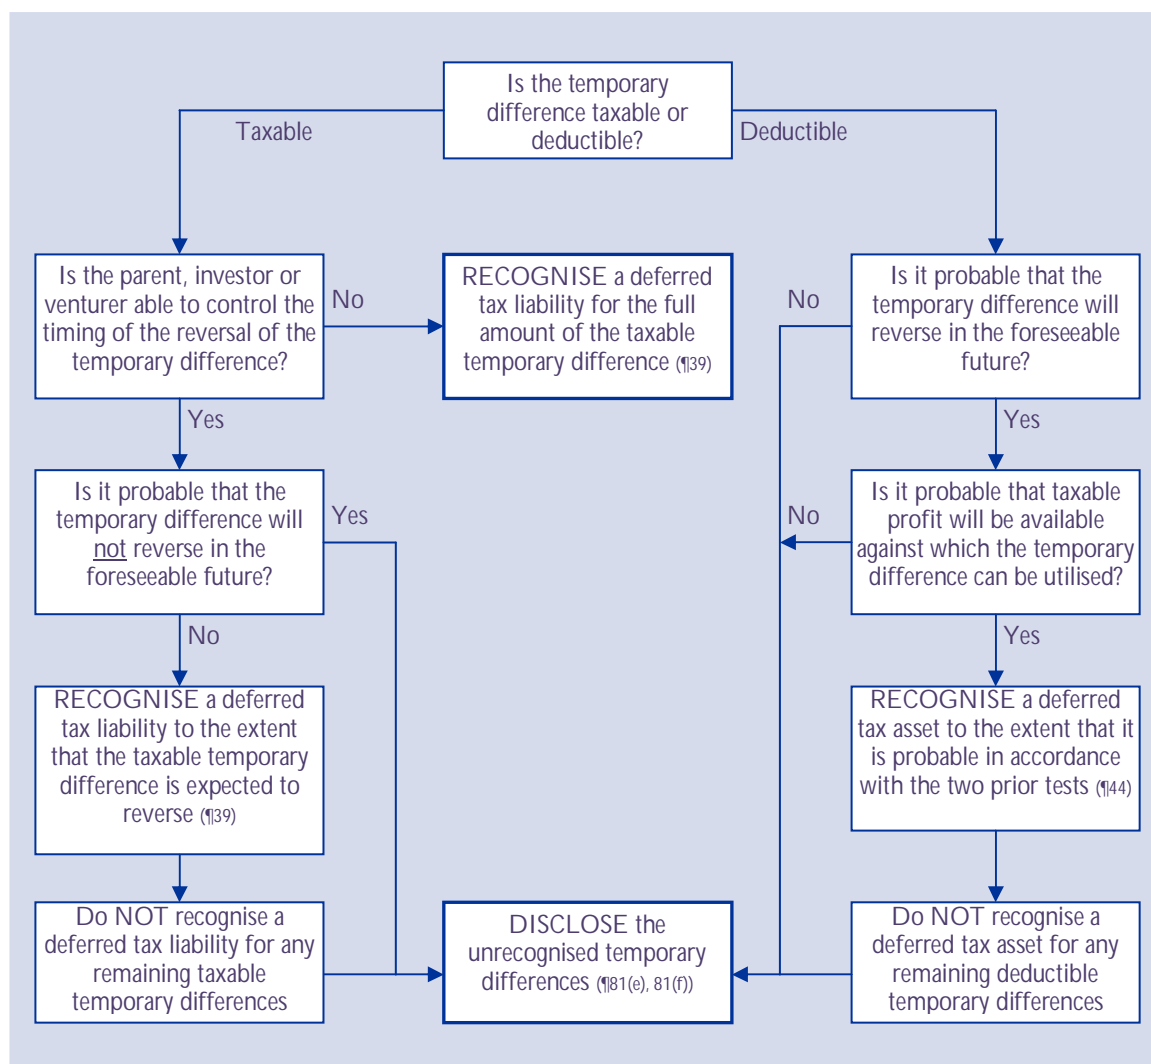 Is the temporary
difference taxable or
deductible?
Taxable
Deductible
Is the parent, investor or
venturer able to control the
timing of the reversal of the
temporary difference?
No
RECOGNISE a deferred
tax liability for the full
amount of the taxable
temporary difference (¶39)
No
Is it probable that the
temporary difference will
reverse in the foreseeable
future?
Yes
Yes
Is it probable that the
temporary difference will
not reverse in the
foreseeable future?
Yes
No
Is it probable that taxable
profit will be available
against which the temporary
difference can be utilised?
No
Yes
RECOGNISE a deferred
tax liability to the extent
that the taxable temporary
difference is expected to
reverse (¶39)
RECOGNISE a deferred
tax asset to the extent that it
is probable in accordance
with the two prior tests (¶44)
Do NOT recognise a
deferred tax liability for any
remaining taxable
temporary differences
DISCLOSE the
unrecognised temporary
differences (¶81(e), 81(f))
Do NOT recognise a
deferred tax asset for any
remaining deductible
temporary differences